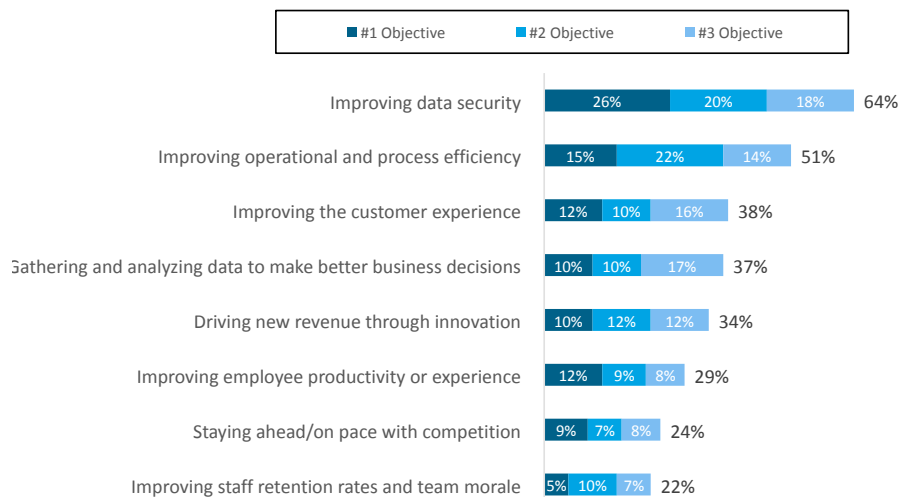 #1 Objective #2 Objective #3 Objective
Improving data security 26% 20% 18% 64%
Improving operational and process efficiency 15% 22% 14% 51%
Improving the customer experience 12% 10% 16% 38%
Gathering and analyzing data to make better business decisions 10% 10% 17% 37%
Driving new revenue through innovation 10% 12% 12% 34%
Improving employee productivity or experience 12% 9% 8% 29%
Staying ahead/on pace with competition 9% 7% 8% 24%
Improving staff retention rates and team morale 5% 10% 7% 22%